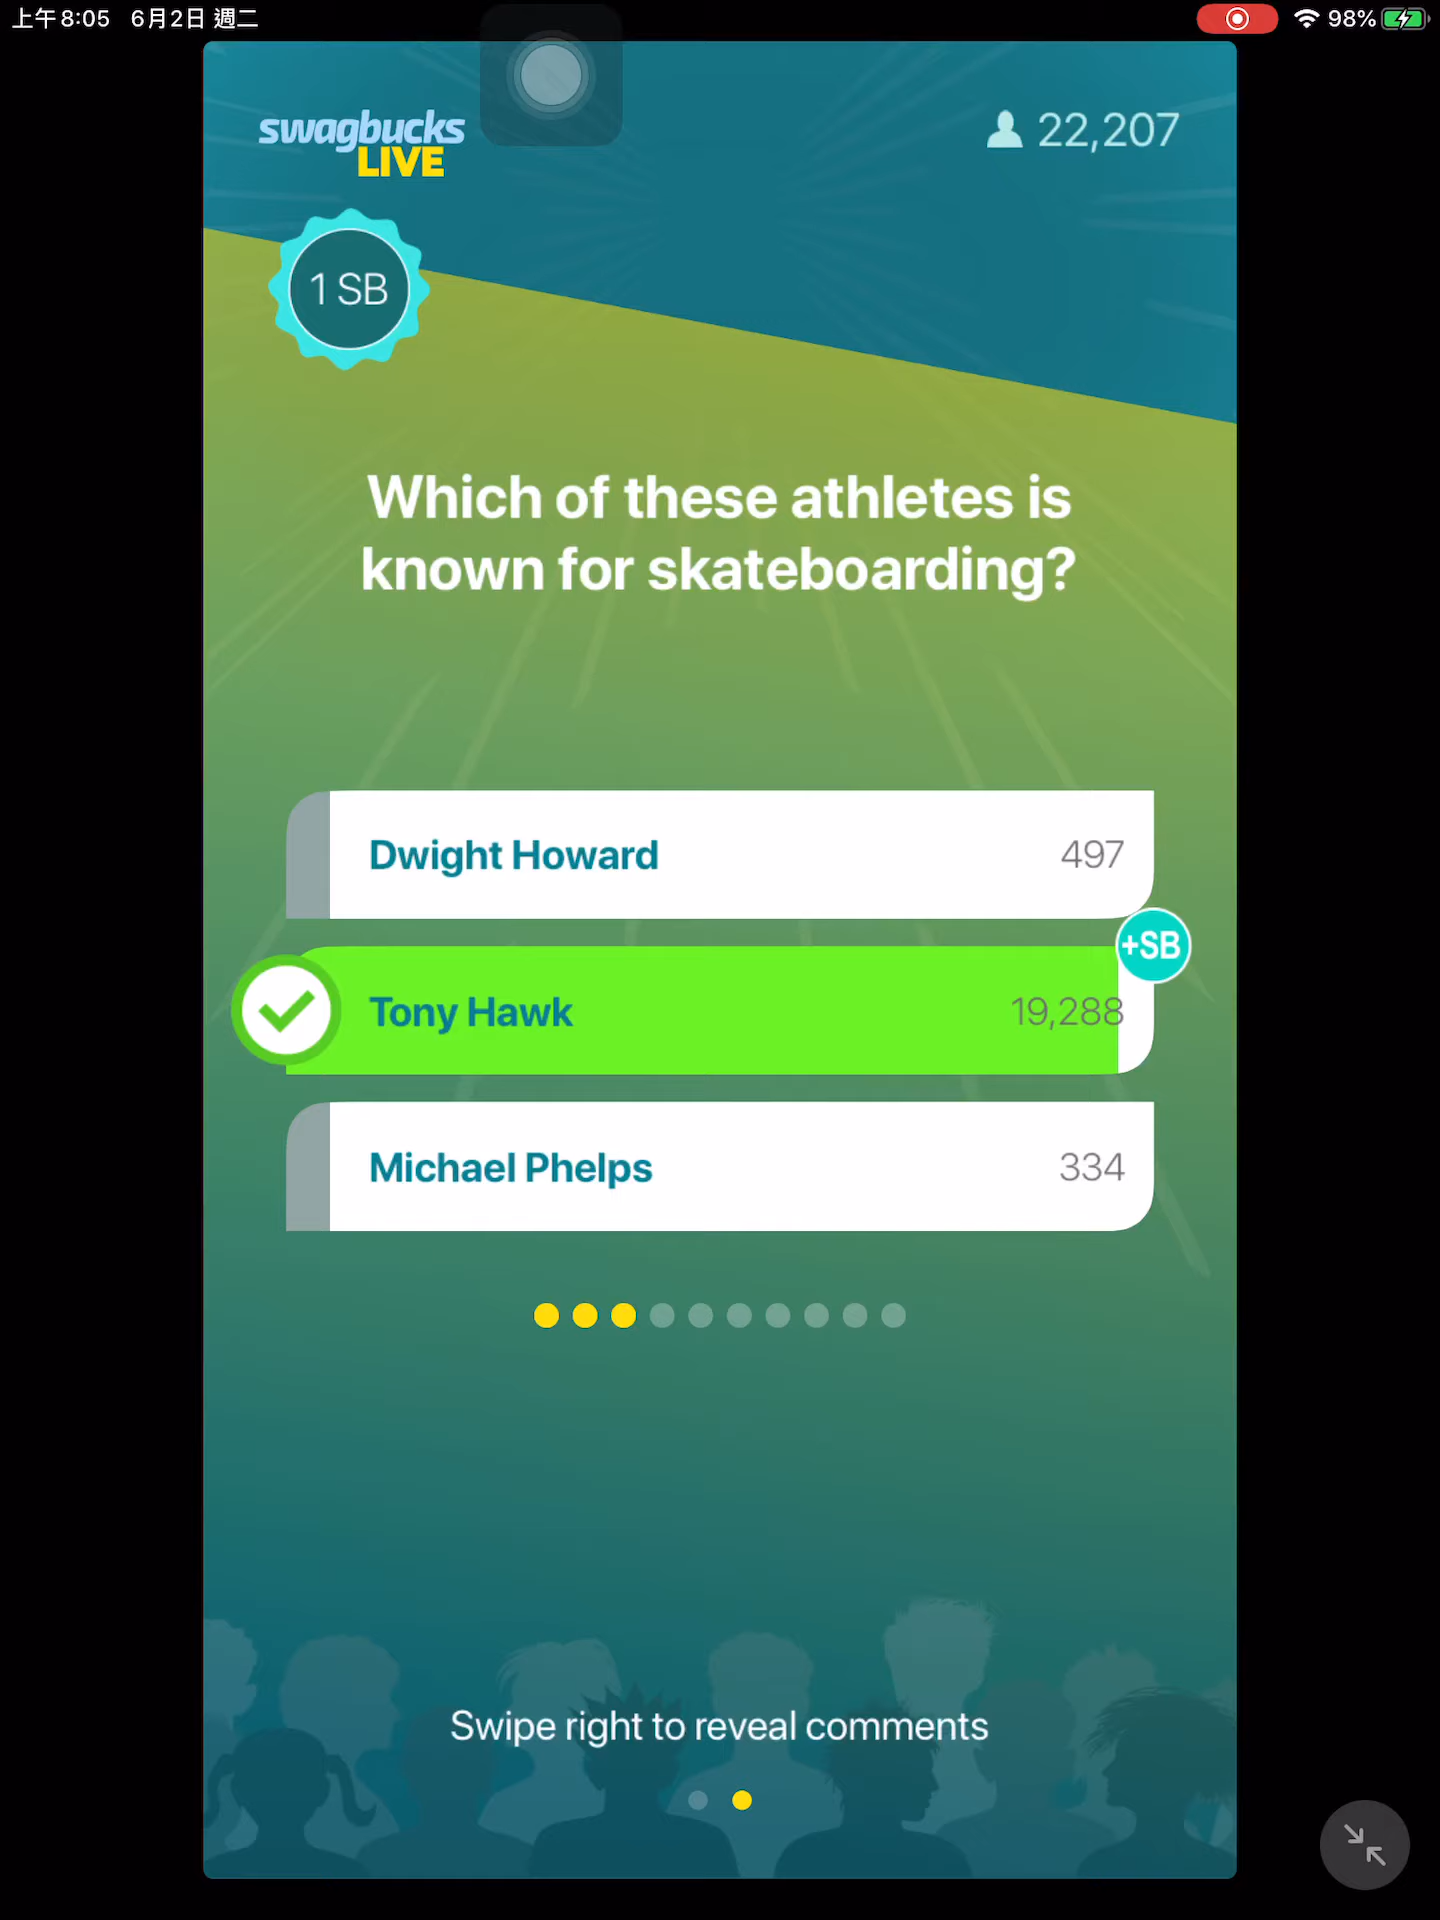 上午8:05 6月2日 週二
98%
swagbucks
LIVE
22,207
1 SB
Which of these athletes is
known for skateboarding?
Dwight Howard 497
+SB
Tony Hawk 19,288
Michael Phelps 334
Swipe right to reveal comments